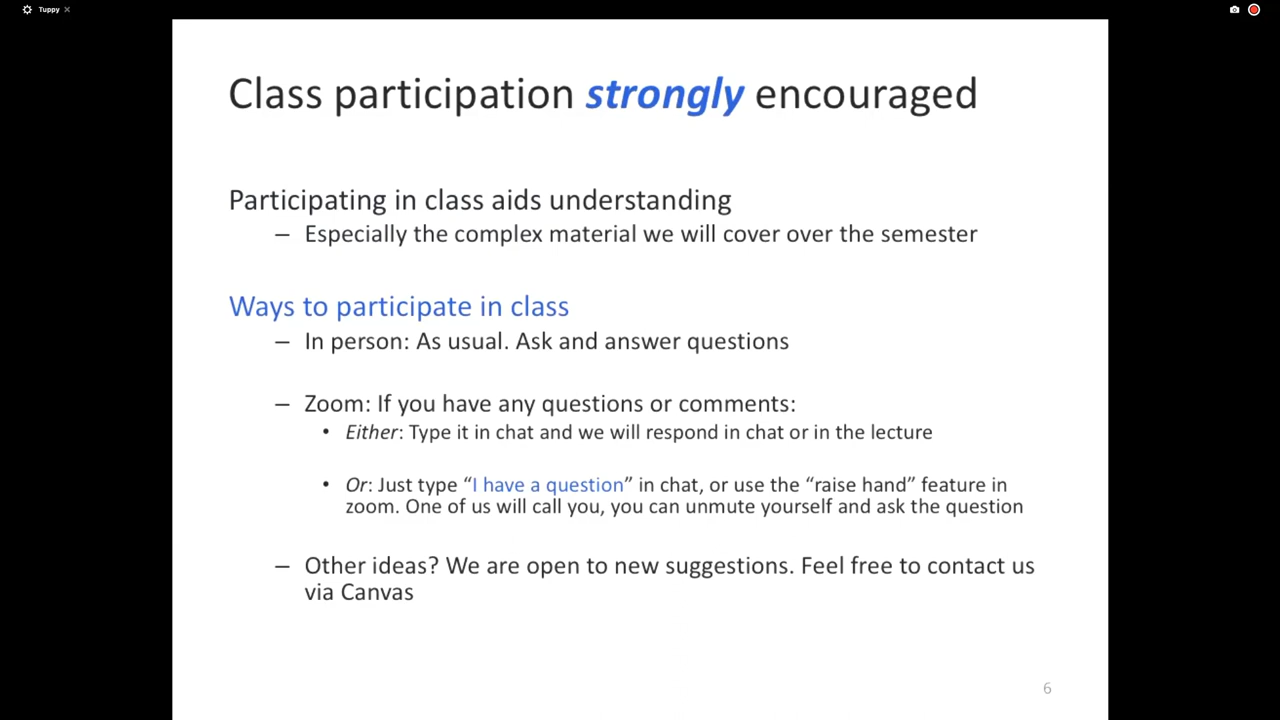 Tuppy
Class participation strongly encouraged
Participating in class aids understanding
– Especially the complex material we will cover over the semester
Ways to participate in class
– In person: As usual. Ask and answer questions
– Zoom: If you have any questions or comments:
• Either: Type it in chat and we will respond in chat or in the lecture
• Or: Just type “I have a question” in chat, or use the “raise hand” feature in
zoom. One of us will call you, you can unmute yourself and ask the question
– Other ideas? We are open to new suggestions. Feel free to contact us
via Canvas
6